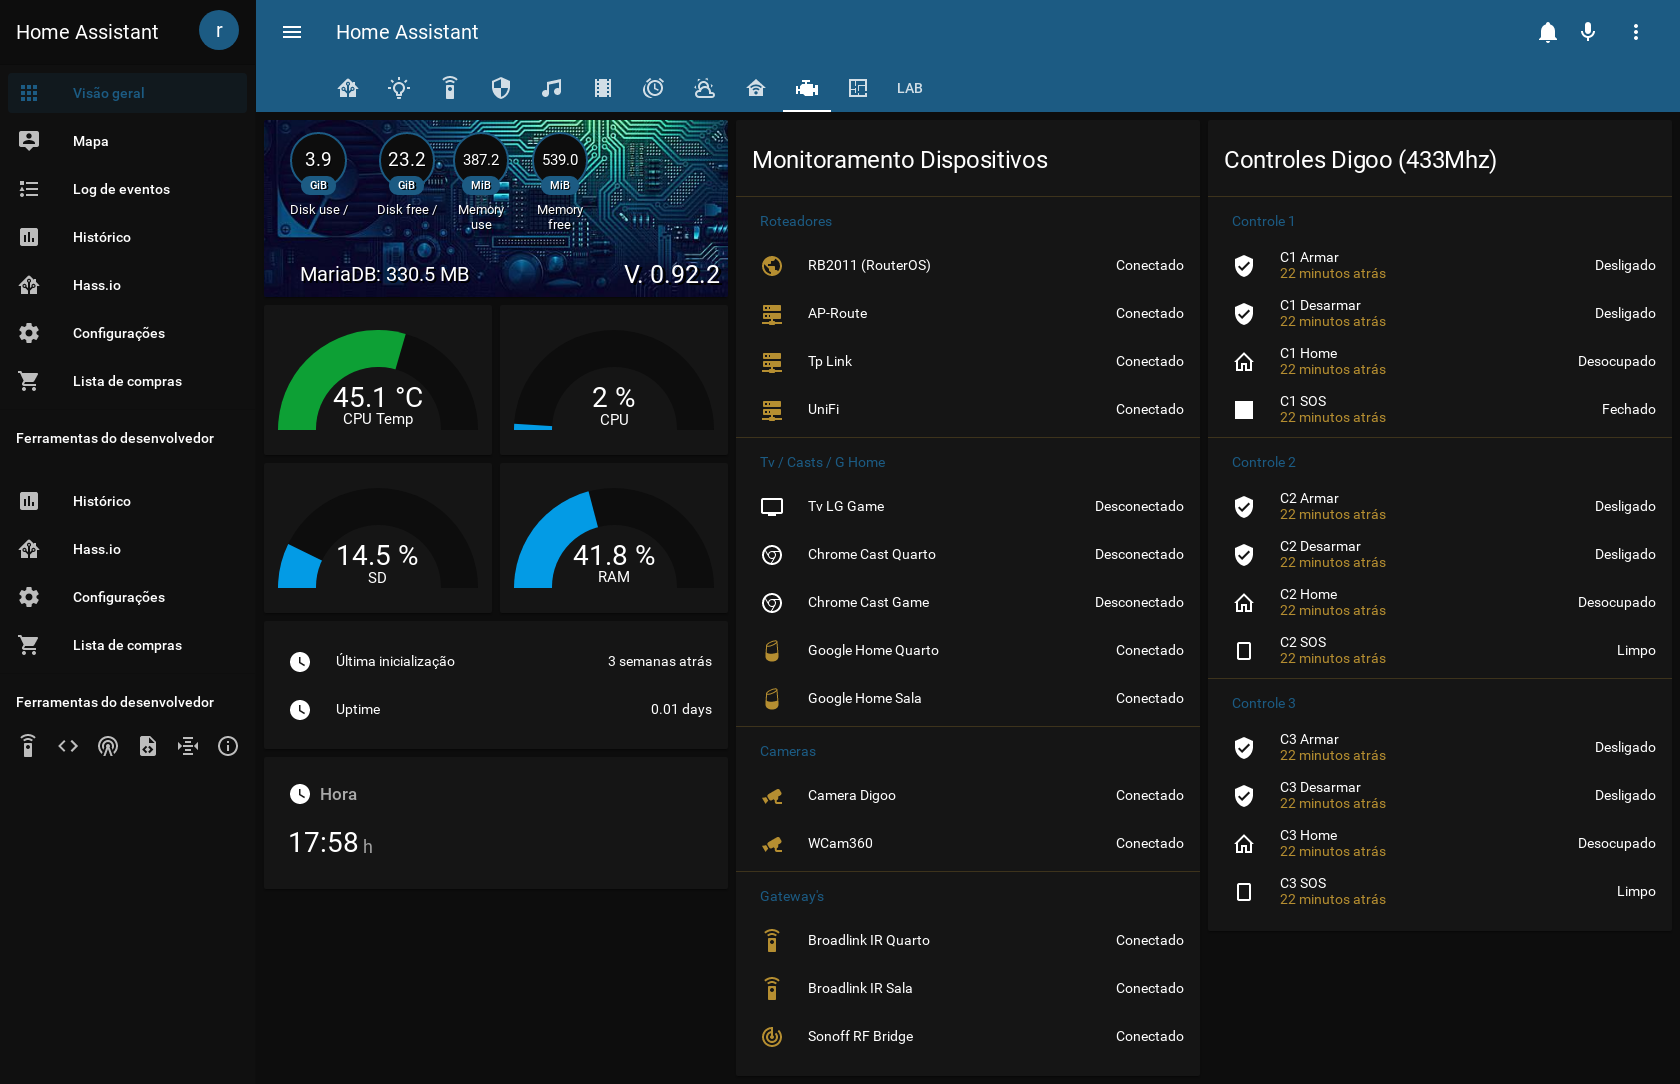 Home Assistant
r
Visão geral
Mapa
Log de eventos
Histórico
Hass.io
Configurações
Lista de compras
Ferramentas do desenvolvedor
Histórico
Hass.io
Configurações
Lista de compras
Ferramentas do desenvolvedor
Home Assistant
LAB
3.9
GiB
Disk use /
23.2
GiB
Disk free /
387.2
MiB
Memory
use
539.0
MiB
Memory
free
MariaDB: 330.5 MB
V. 0.92.2
45.1 °C
CPU Temp
2 %
CPU
14.5 %
SD
41.8 %
RAM
Última inicialização 3 semanas atrás
Uptime 0.01 days
Hora
17:58 h
Monitoramento Dispositivos
Roteadores
RB2011 (RouterOS) Conectado
AP-Route Conectado
Tp Link Conectado
UniFi Conectado
Tv / Casts / G Home
Tv LG Game Desconectado
Chrome Cast Quarto Desconectado
Chrome Cast Game Desconectado
Google Home Quarto Conectado
Google Home Sala Conectado
Cameras
Camera Digoo Conectado
WCam360 Conectado
Gateway's
Broadlink IR Quarto Conectado
Broadlink IR Sala Conectado
Sonoff RF Bridge Conectado
Controles Digoo (433Mhz)
Controle 1
C1 Armar Desligado
22 minutos atrás
C1 Desarmar Desligado
22 minutos atrás
C1 Home Desocupado
22 minutos atrás
C1 SOS Fechado
22 minutos atrás
Controle 2
C2 Armar Desligado
22 minutos atrás
C2 Desarmar Desligado
22 minutos atrás
C2 Home Desocupado
22 minutos atrás
C2 SOS Limpo
22 minutos atrás
Controle 3
C3 Armar Desligado
22 minutos atrás
C3 Desarmar Desligado
22 minutos atrás
C3 Home Desocupado
22 minutos atrás
C3 SOS Limpo
22 minutos atrás